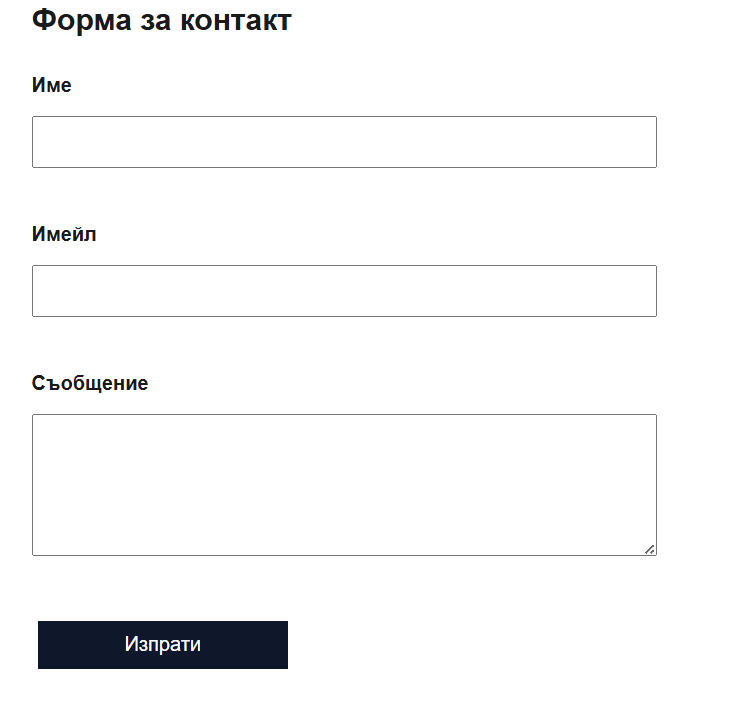 Форма за контакт
Име
Имейл
Съобщение
Изпрати